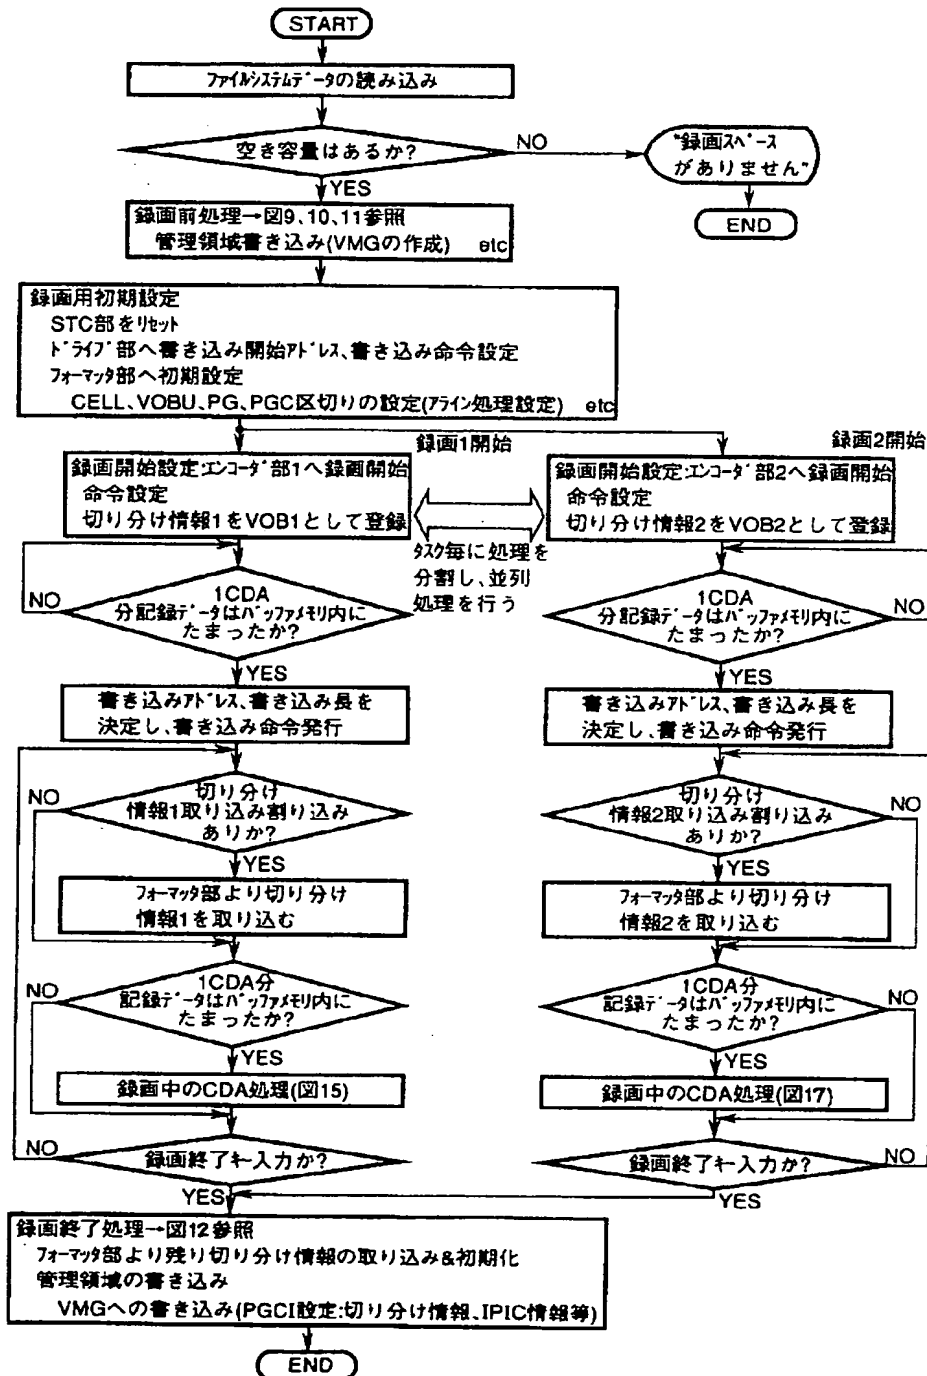 START
ファイルシステムデータの読み込み
空き容量はあるか?
NO
"録画スペース
がありません"
END
YES
録画前処理→図9、10、11参照
管理領域書き込み(VMGの作成) etc
録画用初期設定
STC部をリセット
ドライブ部へ書き込み開始アドレス、書き込み命令設定
フォーマッタ部へ初期設定
CELL、VOBU、PG、PGC区切りの設定(アライン処理設定) etc
録画1開始
録画開始設定:エンコーダ部1へ録画開始
命令設定
切り分け情報1をVOB1として登録
タスク毎に処理を
分割し、並列
処理を行う
録画2開始
録画開始設定:エンコーダ部2へ録画開始
命令設定
切り分け情報2をVOB2として登録
1CDA
分記録データはバッファメモリ内に
たまったか?
NO
YES
書き込みアドレス、書き込み長を
決定し、書き込み命令発行
切り分け
情報1取り込み割り込み
ありか?
NO
YES
フォーマッタ部より切り分け
情報1を取り込む
1CDA分
記録データはバッファメモリ内に
たまったか?
NO
YES
録画中のCDA処理(図15)
録画終了キー入力か?
NO
YES
1CDA
分記録データはバッファメモリ内に
たまったか?
NO
YES
書き込みアドレス、書き込み長を
決定し、書き込み命令発行
切り分け
情報2取り込み割り込み
ありか?
NO
YES
フォーマッタ部より切り分け
情報2を取り込む
1CDA分
記録データはバッファメモリ内に
たまったか?
NO
YES
録画中のCDA処理(図17)
録画終了キー入力か?
NO
YES
録画終了処理→図12参照
フォーマッタ部より残り切り分け情報の取り込み&初期化
管理領域の書き込み
VMGへの書き込み(PGCI設定:切り分け情報、IPIC情報等)
END